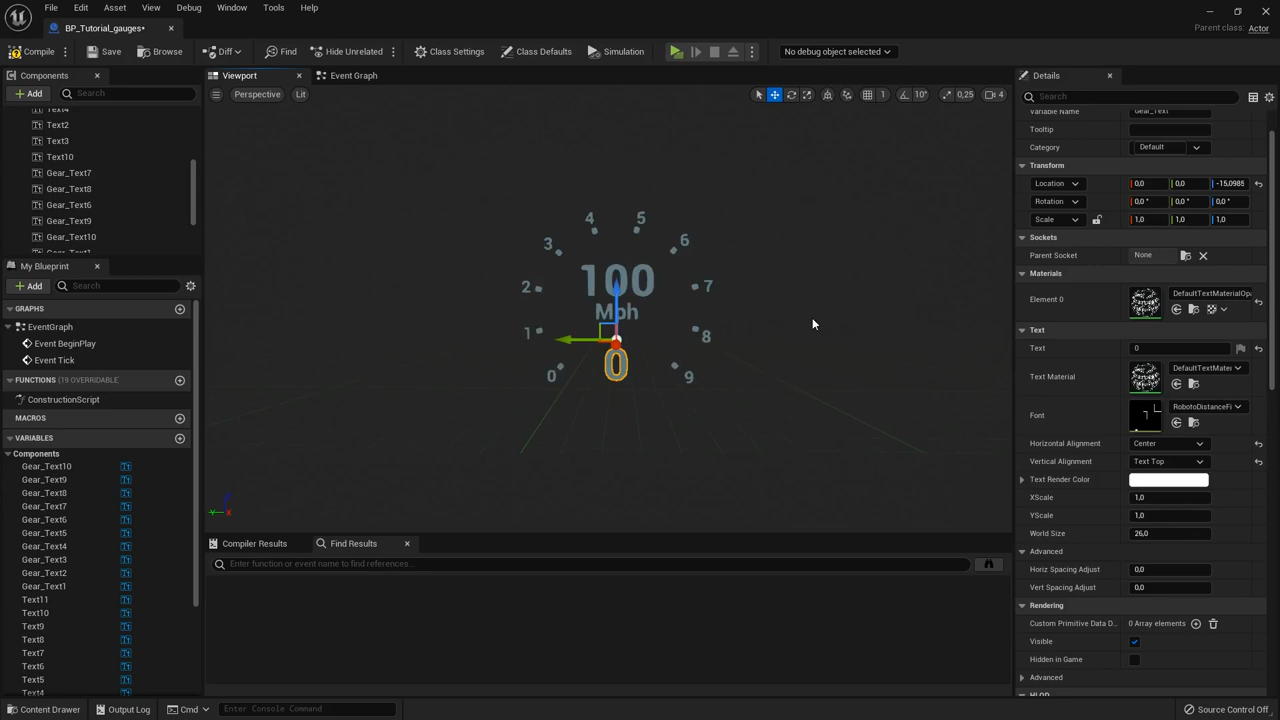 File Edit Asset View Debug Window Tools Help
BP_Tutorial_gauges*
Parent class: Actor
Compile Save Browse Diff Find Hide Unrelated Class Settings Class Defaults Simulation No debug object selected
Components
Add Search
Text4
Text2
Text3
Text10
Gear_Text7
Gear_Text8
Gear_Text6
Gear_Text9
Gear_Text10
My Blueprint
Add Search
GRAPHS
EventGraph
Event BeginPlay
Event Tick
FUNCTIONS (19 OVERRIDABLE
ConstructionScript
MACROS
VARIABLES
Components
Gear_Text10
Gear_Text9
Gear_Text8
Gear_Text7
Gear_Text6
Gear_Text5
Gear_Text4
Gear_Text3
Gear_Text2
Gear_Text1
Text11
Text10
Text9
Text8
Text7
Text6
Text5
Text4
Viewport Event Graph
Perspective Lit
1 10° 0,25 4
4 5
3 6
100
2 7
Mph
1 8
0
0 9
Z
Y X
Compiler Results Find Results
Enter function or event name to find references...
Details
Search
Variable Name Gear_Text
Tooltip
Category Default
Transform
Location 0,0 0,0 -15,0985
Rotation 0,0 ° 0,0 ° 0,0 °
Scale 1,0 1,0 1,0
Sockets
Parent Socket None
Materials
Element 0 DefaultTextMaterialOpa
Text
Text 0
Text Material DefaultTextMater
Font RobotoDistanceFi
Horizontal Alignment Center
Vertical Alignment Text Top
Text Render Color
XScale 1,0
YScale 1,0
World Size 26,0
Advanced
Horiz Spacing Adjust 0,0
Vert Spacing Adjust 0,0
Rendering
Custom Primitive Data D... 0 Array elements
Visible
Hidden in Game
Advanced
HLOD
Content Drawer Output Log Cmd Enter Console Command Source Control Off